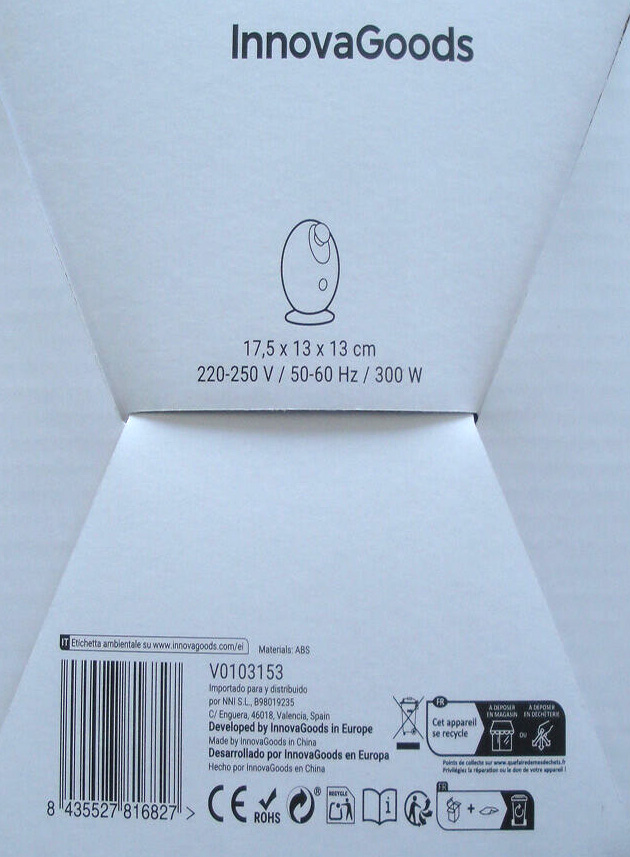 InnovaGoods
17,5 x 13 x 13 cm
220-250 V / 50-60 Hz / 300 W
IT Etichetta ambientale su www.innovagoods.com/ei
Materials: ABS
V0103153
Importado para y distribuido
por NNI S.L., B98019235
C/ Enguera, 46018, Valencia, Spain
Developed by InnovaGoods in Europe
Made by InnovaGoods in China
Desarrollado por InnovaGoods en Europa
Hecho por InnovaGoods en China
8 435527 816827 >
CE
ROHS
®
RECYCLE
i
FR
Cet appareil
se recycle
À DÉPOSER
EN MAGASIN
OU
À DÉPOSER
EN DÉCHÈTERIE
Points de collecte sur www.quefairedemesdechets.fr
Privilégiez la réparation ou le don de votre appareil !
FR
+